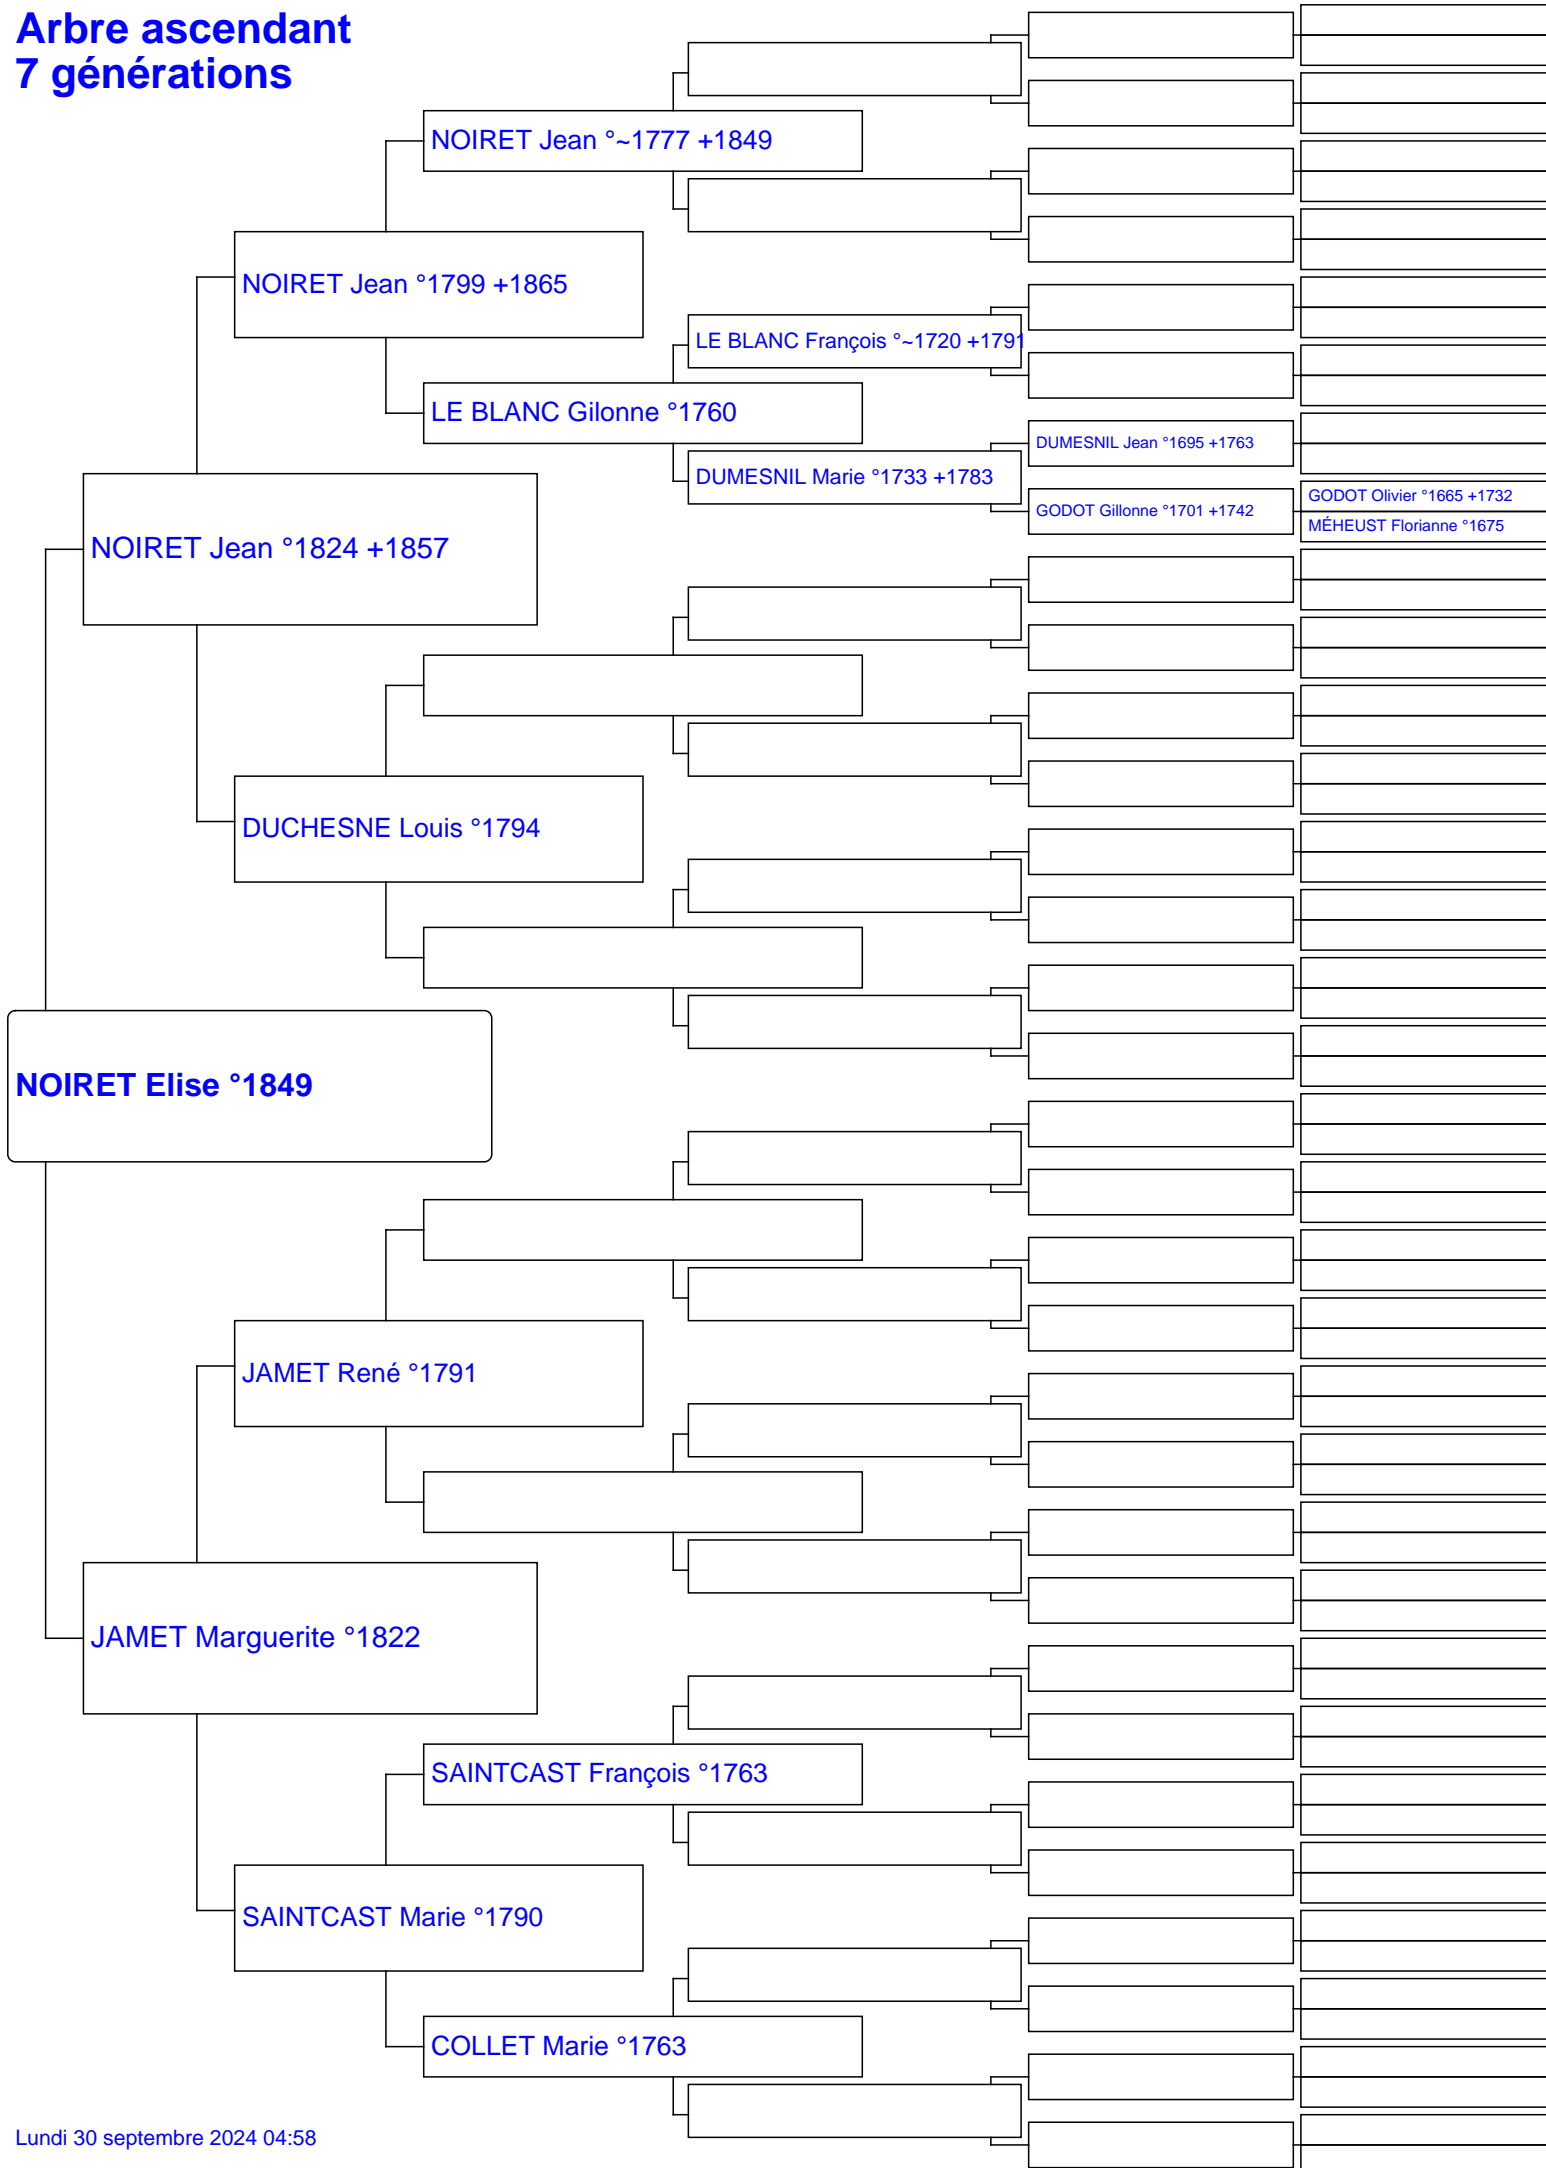 Arbre ascendant
7 générations
NOIRET Jean °~1777 +1849
NOIRET Jean °1799 +1865
LE BLANC François °~1720 +1791
LE BLANC Gilonne °1760
DUMESNIL Jean °1695 +1763
DUMESNIL Marie °1733 +1783
GODOT Olivier °1665 +1732
GODOT Gillonne °1701 +1742
MÉHEUST Florianne °1675
NOIRET Jean °1824 +1857
DUCHESNE Louis °1794
NOIRET Elise °1849
JAMET René °1791
JAMET Marguerite °1822
SAINTCAST François °1763
SAINTCAST Marie °1790
COLLET Marie °1763
Lundi 30 septembre 2024 04:58